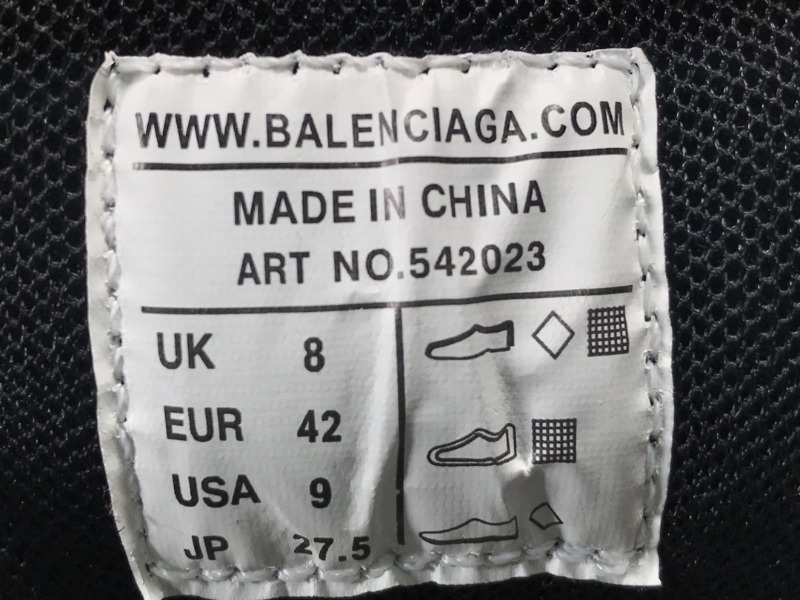 WWW.BALENCIAGA.COM
MADE IN CHINA
ART NO.542023
UK 8
EUR 42
USA 9
JP 27.5